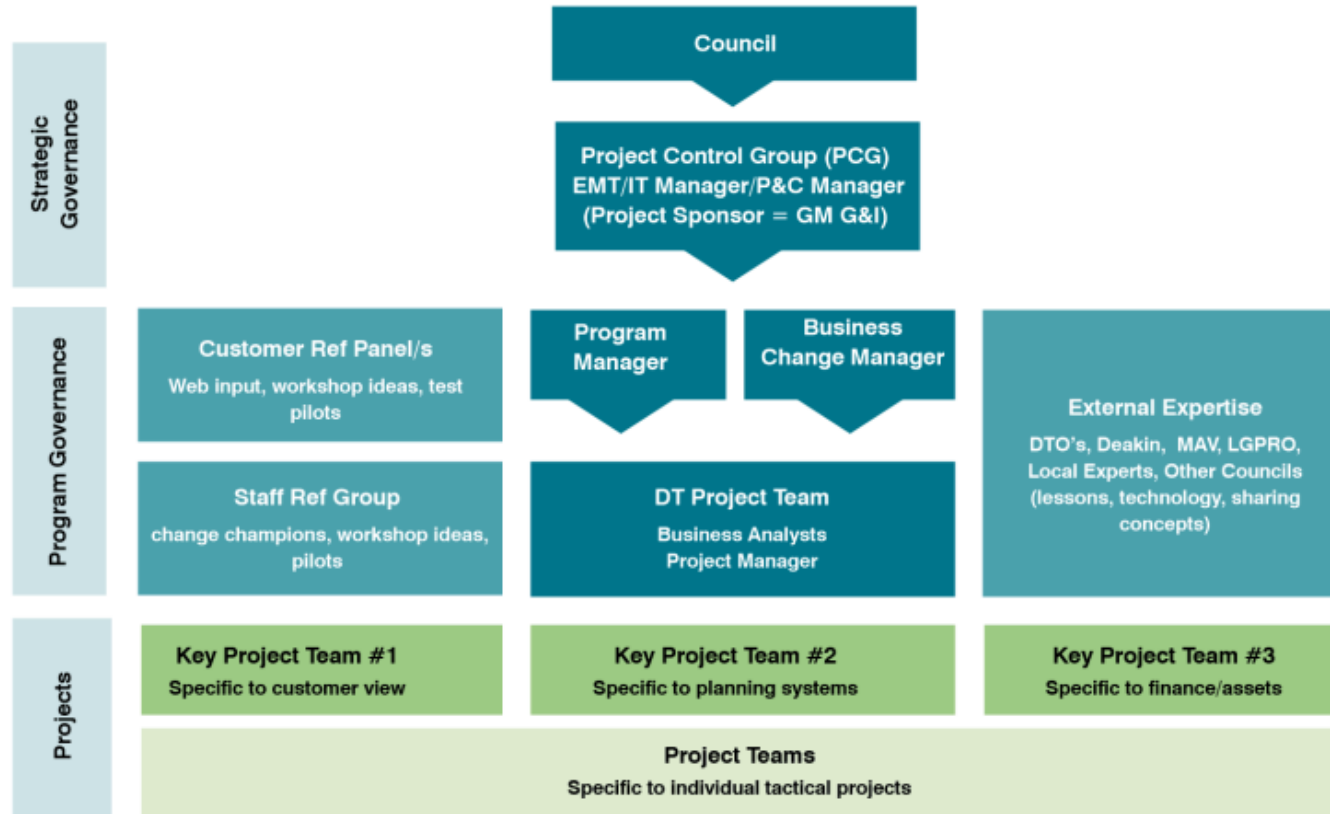 Strategic
Governance
Council
Project Control Group (PCG)
EMT/IT Manager/P&C Manager
(Project Sponsor = GM G&I)
Program Governance
Customer Ref Panel/s
Web input, workshop ideas, test
pilots
Staff Ref Group
change champions, workshop ideas,
pilots
Program
Manager
Business
Change Manager
DT Project Team
Business Analysts
Project Manager
External Expertise
DTO's, Deakin, MAV, LGPRO,
Local Experts, Other Councils
(lessons, technology, sharing
concepts)
Projects
Key Project Team #1
Specific to customer view
Key Project Team #2
Specific to planning systems
Key Project Team #3
Specific to finance/assets
Project Teams
Specific to individual tactical projects